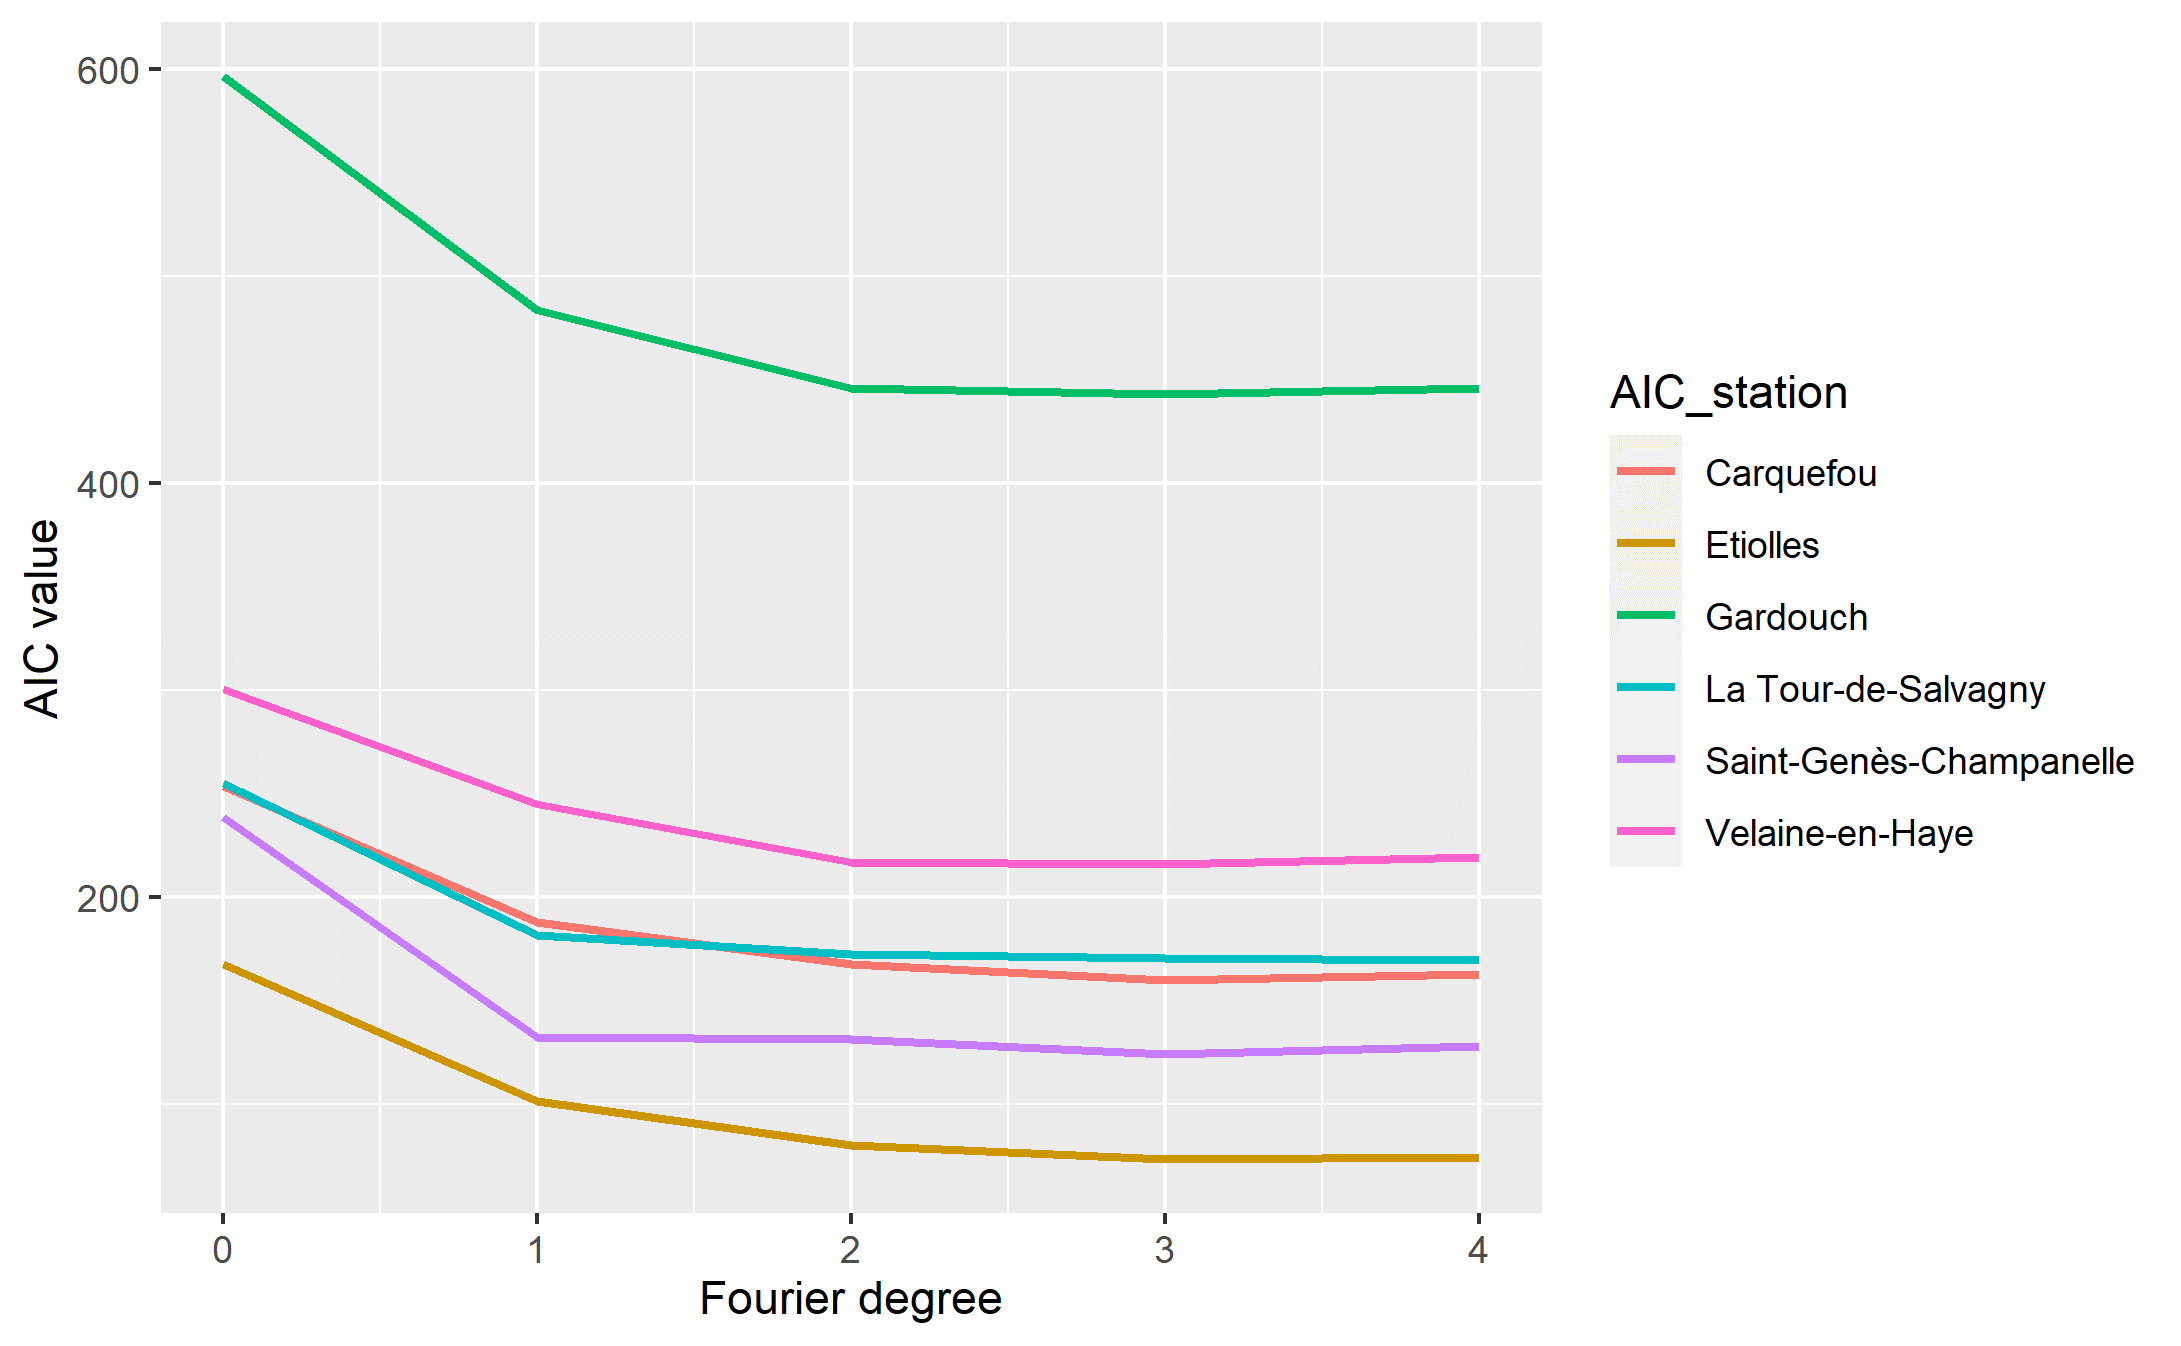 600
400
200
AIC value
0 1 2 3 4
Fourier degree
AIC_station
Carquefou
Etiolles
Gardouch
La Tour-de-Salvagny
Saint-Genès-Champanelle
Velaine-en-Haye